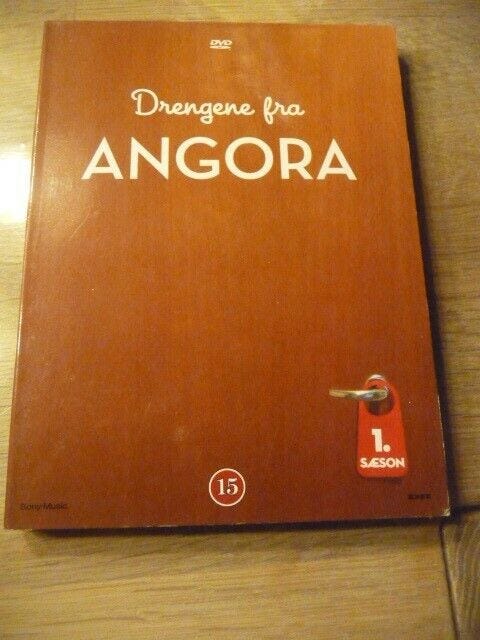 DVD
Drengene fra
ANGORA
1.
SÆSON
15
Sony Music